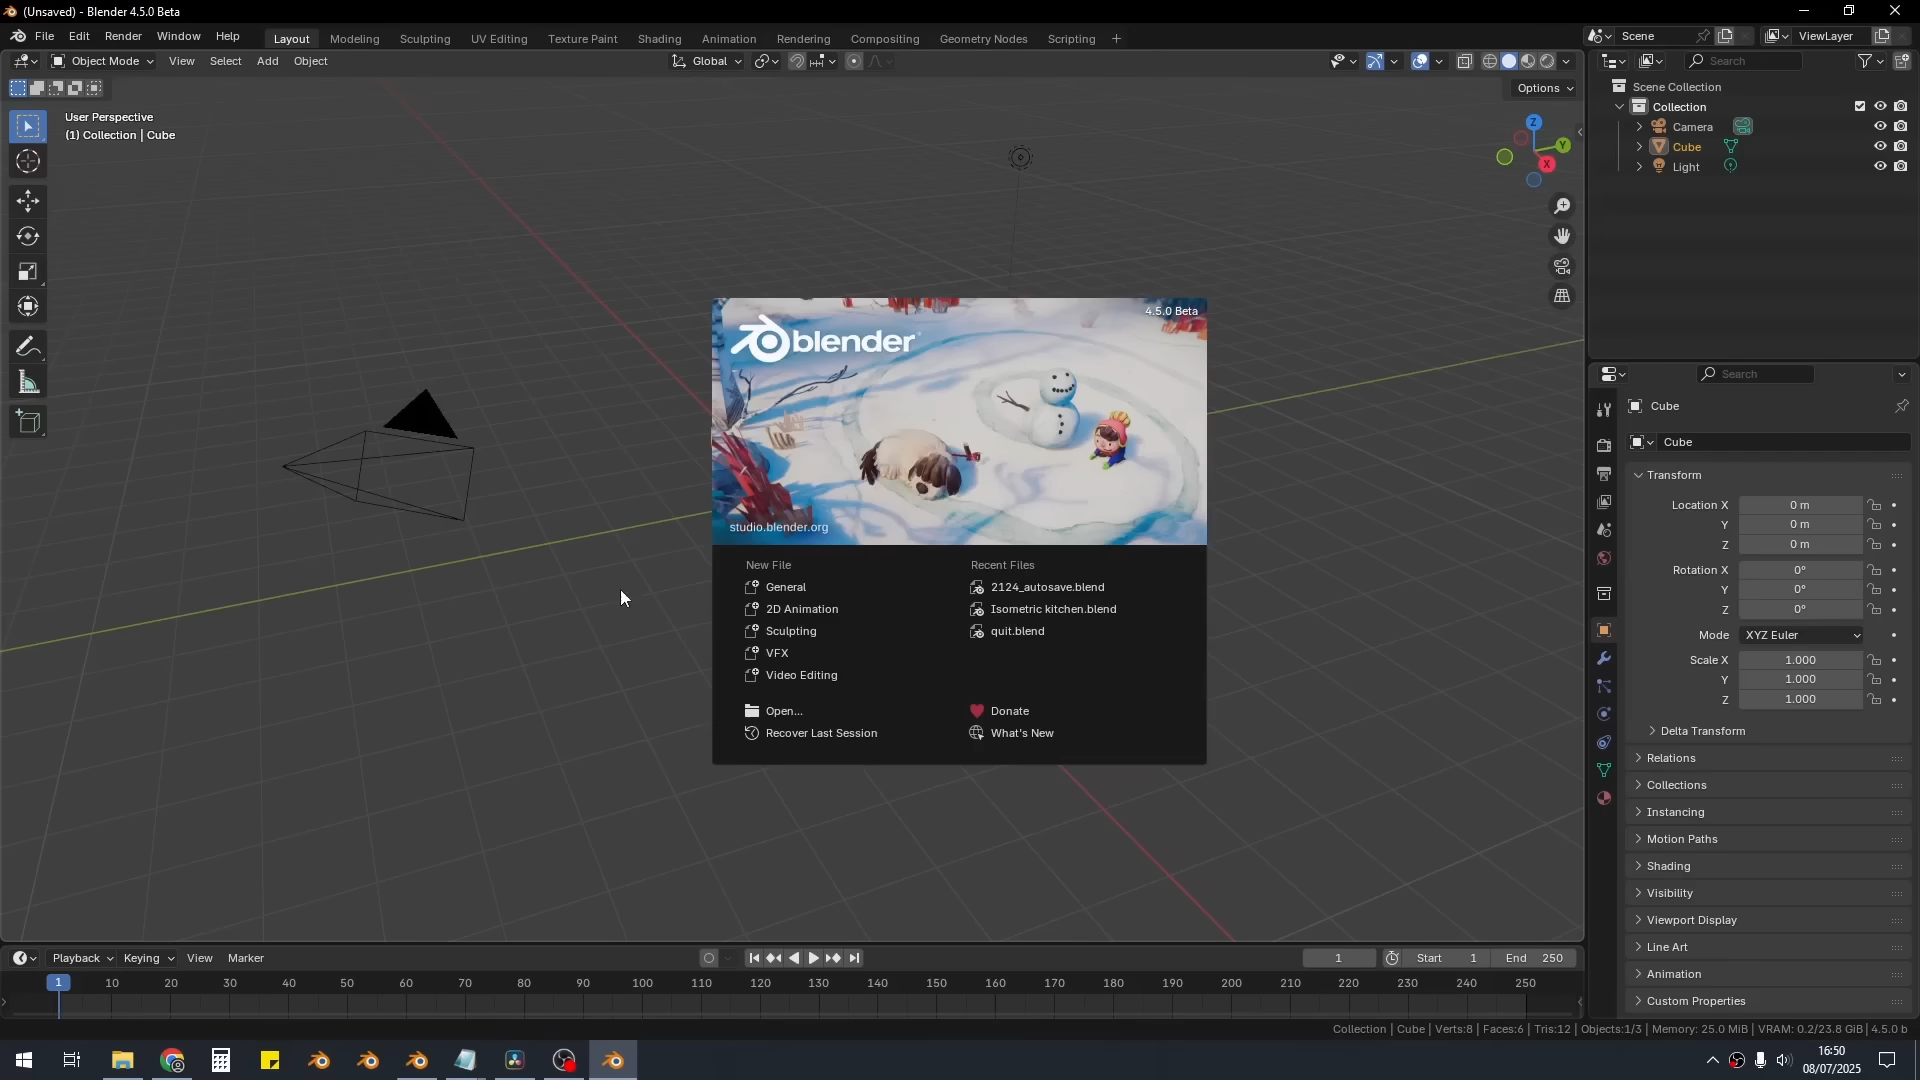 (Unsaved) - Blender 4.5.0 Beta
File Edit Render Window Help
Layout Modeling Sculpting UV Editing Texture Paint Shading Animation Rendering Compositing Geometry Nodes Scripting +
Scene
ViewLayer
Object Mode View Select Add Object
Global
Search
Options
User Perspective
(1) Collection | Cube
Z
Y
X
Scene Collection
Collection
Camera
Cube
Light
4.5.0 Beta
blender
studio.blender.org
New File
General
2D Animation
Sculpting
VFX
Video Editing
Open...
Recover Last Session
Recent Files
2124_autosave.blend
Isometric kitchen.blend
quit.blend
Donate
What's New
Search
Cube
Cube
Transform
Location X 0 m
Y 0 m
Z 0 m
Rotation X 0°
Y 0°
Z 0°
Mode XYZ Euler
Scale X 1.000
Y 1.000
Z 1.000
Delta Transform
Relations
Collections
Instancing
Motion Paths
Shading
Visibility
Viewport Display
Line Art
Animation
Custom Properties
Playback Keying View Marker
1 Start 1 End 250
1 10 20 30 40 50 60 70 80 90 100 110 120 130 140 150 160 170 180 190 200 210 220 230 240 250
Collection | Cube | Verts:8 | Faces:6 | Tris:12 | Objects:1/3 | Memory: 25.0 MiB | VRAM: 0.2/23.8 GiB | 4.5.0 b
16:50
08/07/2025